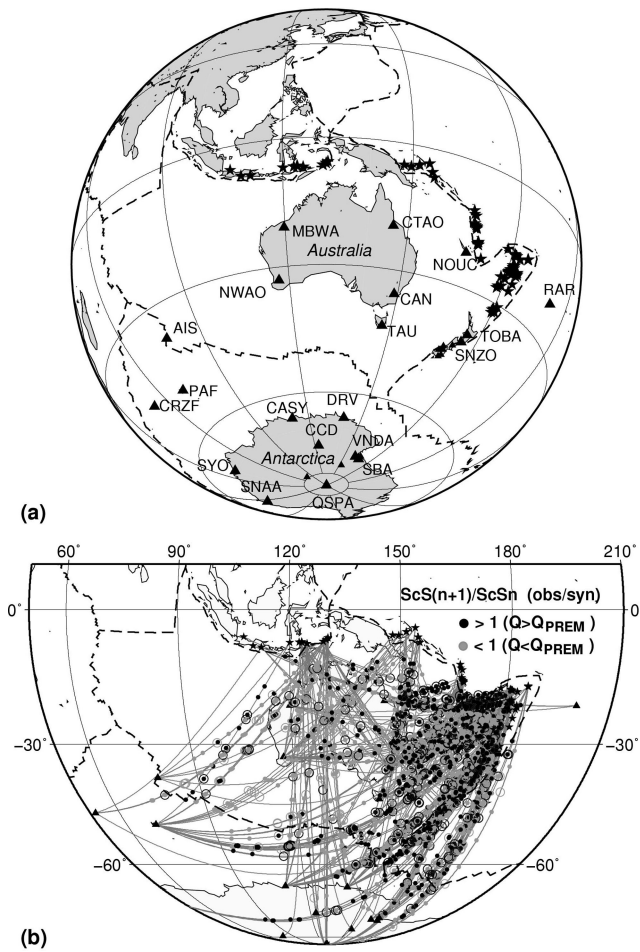 MBWA
CTAO
Australia
NOUC
NWAO
CAN
RAR
AIS
TAU
TOBA
SNZO
PAF
CRZF
CASY
DRV
CCD
VNDA
SYO
Antarctica
SBA
SNAA
QSPA
(a)
60° 90° 120° 150° 180° 210°
ScS(n+1)/ScSn (obs/syn)
0° 0°
> 1 (Q>QPREM )
< 1 (Q<QPREM )
−30° −30°
−60° −60°
(b)